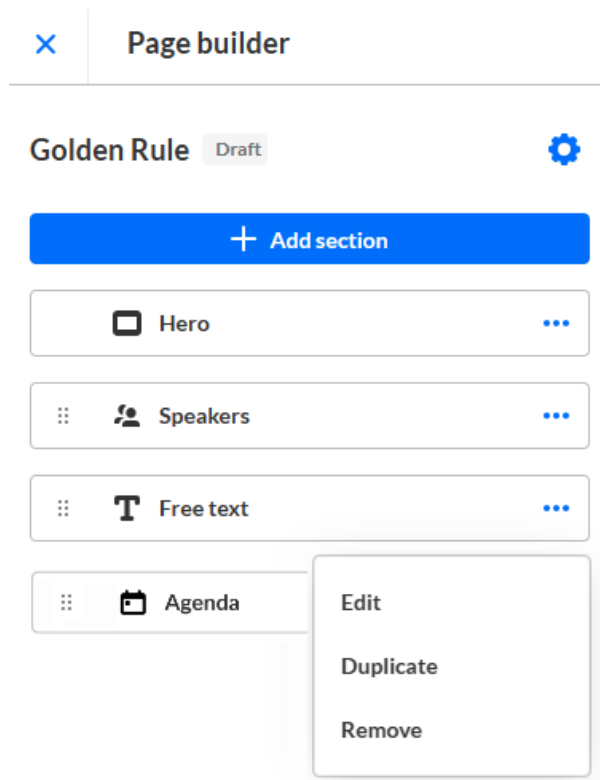 Page builder
Golden Rule Draft
Add section
Hero
Speakers
Free text
Agenda
Edit
Duplicate
Remove